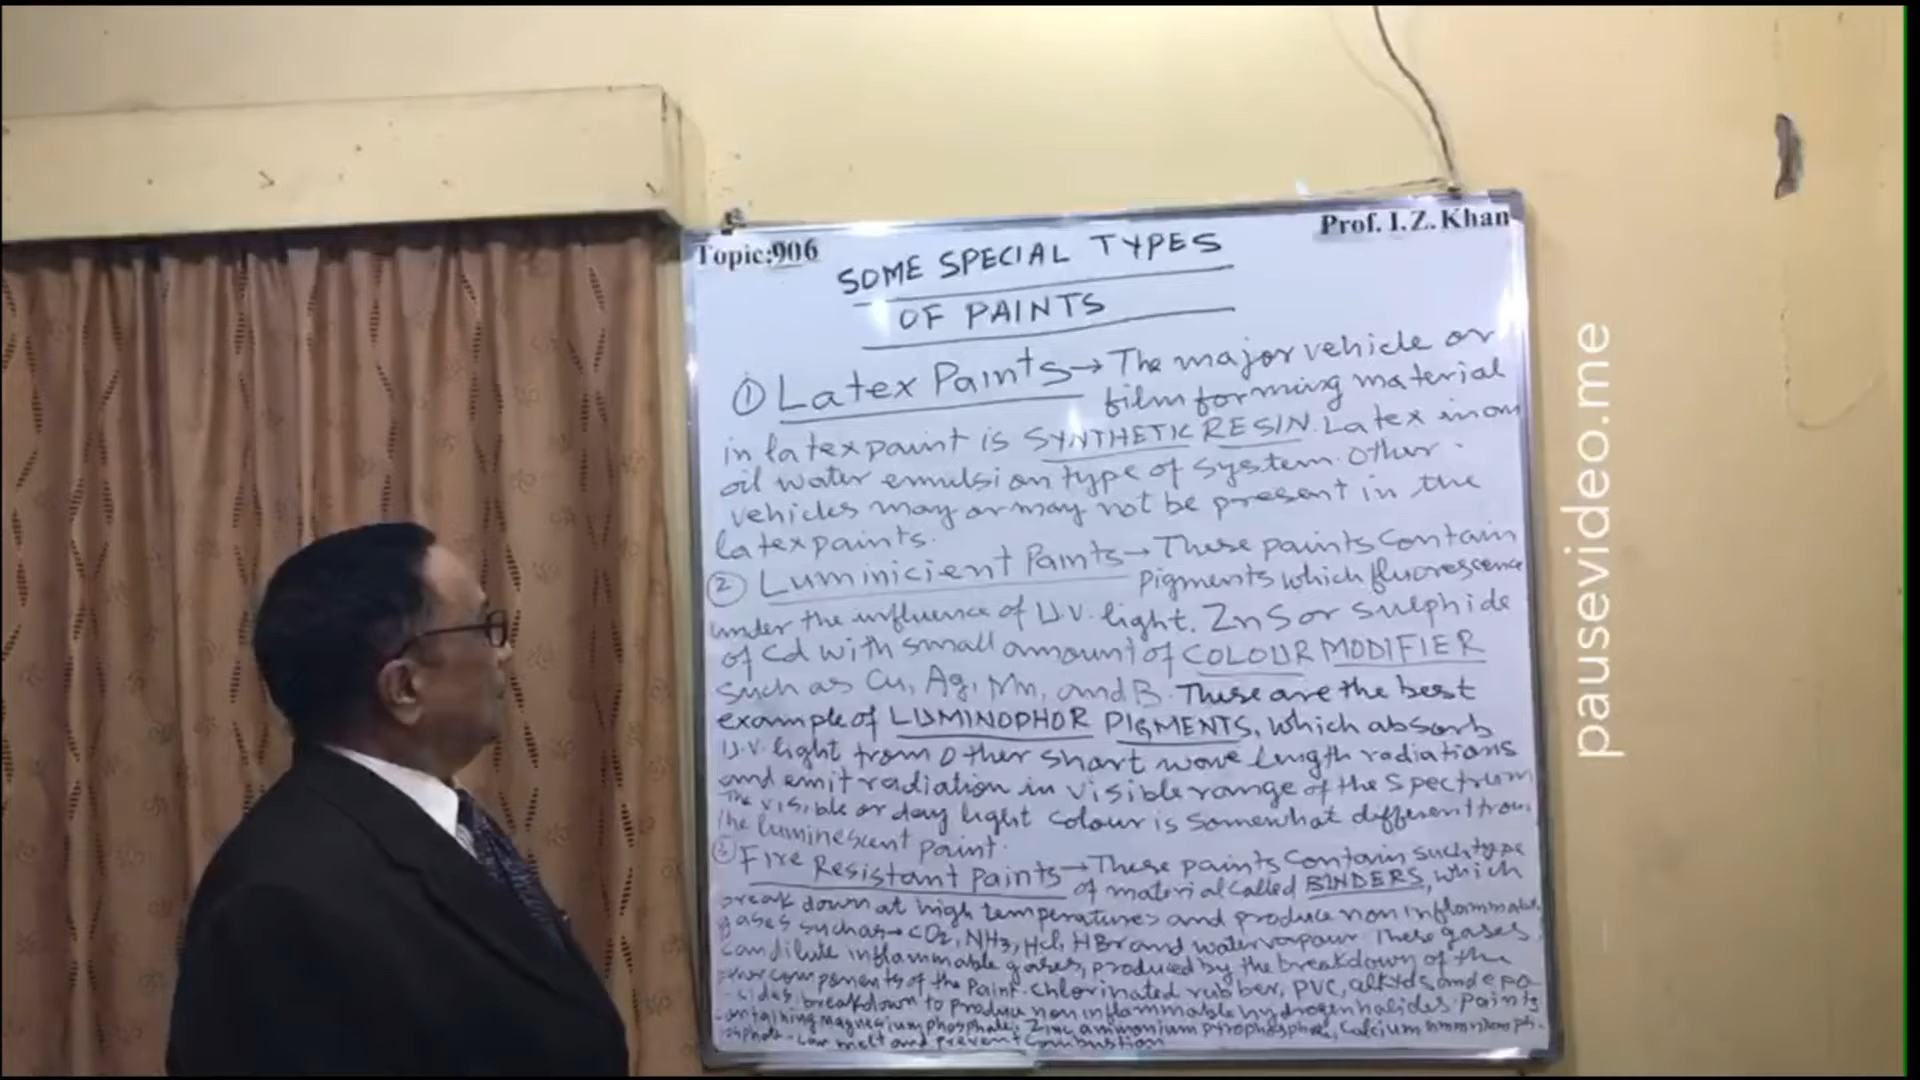 Topic:906
Prof. I. Z. Khan
SOME SPECIAL TYPES
OF PAINTS
① Latex Paints → The major vehicle or
film forming material
in latex paint is SYNTHETIC RESIN. Latex in an
oil water emulsion type of system. Other
vehicles may or may not be present in the
latex paints.
② Luminicient Paints → These paints contain
pigments which fluorescence
under the influence of U.V. light. ZnS or sulphide
of Cd with small amount of COLOUR MODIFIER
such as Cu, Ag, Mn, and B. These are the best
example of LUMINOPHOR PIGMENTS, which absorb
U.V. light from other short wave length radiations
and emit radiation in visible range of the spectrum
The visible or day light colour is somewhat different from
the luminescent paint.
③ Fire Resistant Paints → These paints contain such type
of material called BINDERS, which
break down at high temperatures and produce non inflammable
gases such as → CO2, NH3, HCl, HBr and water vapour. These gases
can dilute inflammable gases, produced by the breakdown of the
components of the Paint. Chlorinated rubber, PVC, alkyds and epo
breakdown to produce non inflammable hydrogen halides. Paints
containing magnesium phosphate, Zinc ammonium pyrophosphate, Calcium ammonium
can melt and prevent combustion
pausevideo.me